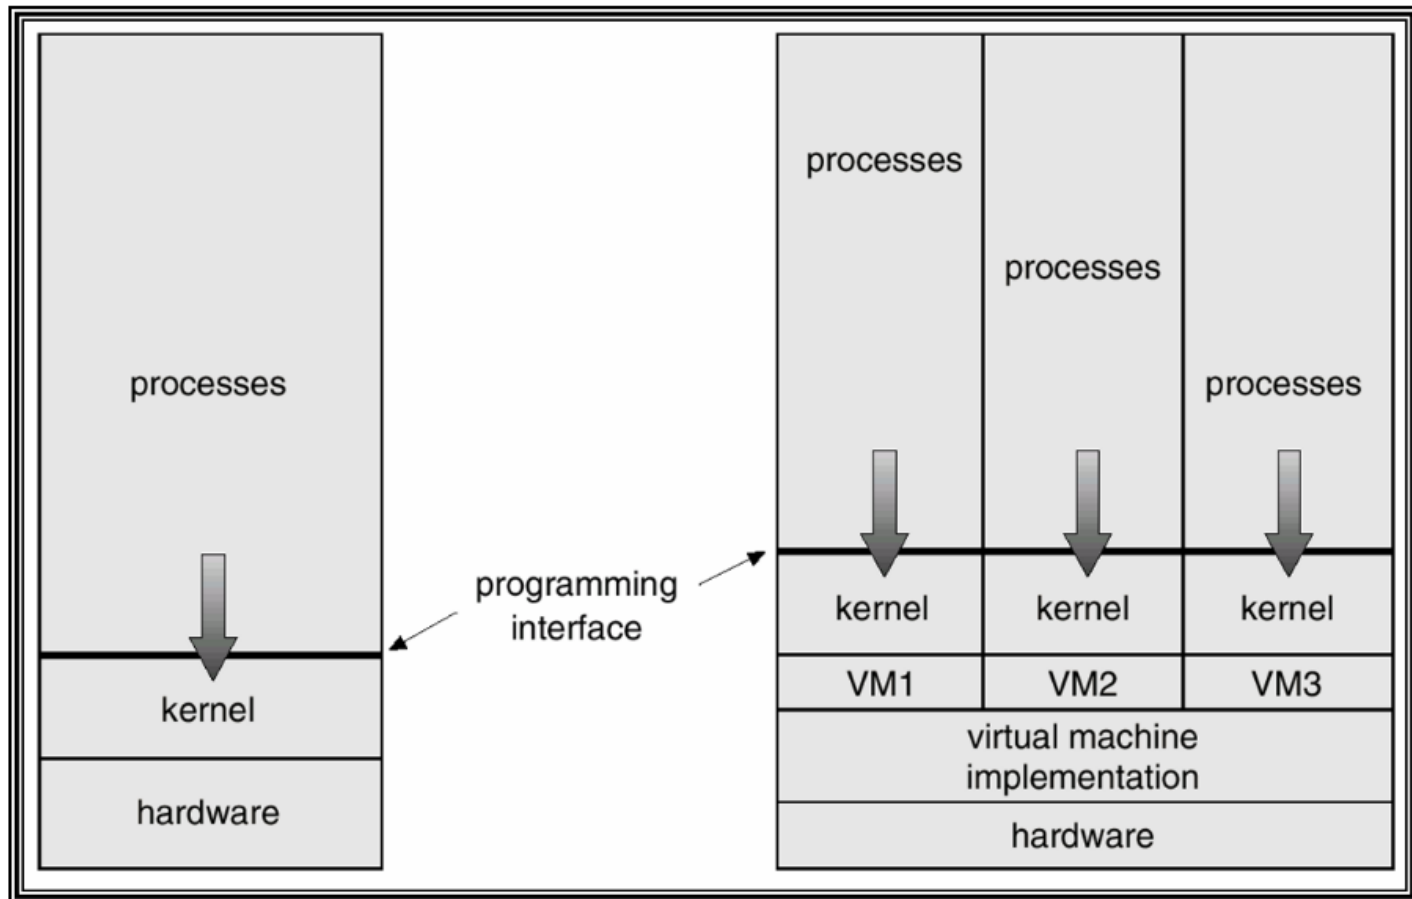 processes
kernel
hardware
programming
interface
processes
processes
processes
kernel
kernel
kernel
VM1
VM2
VM3
virtual machine
implementation
hardware